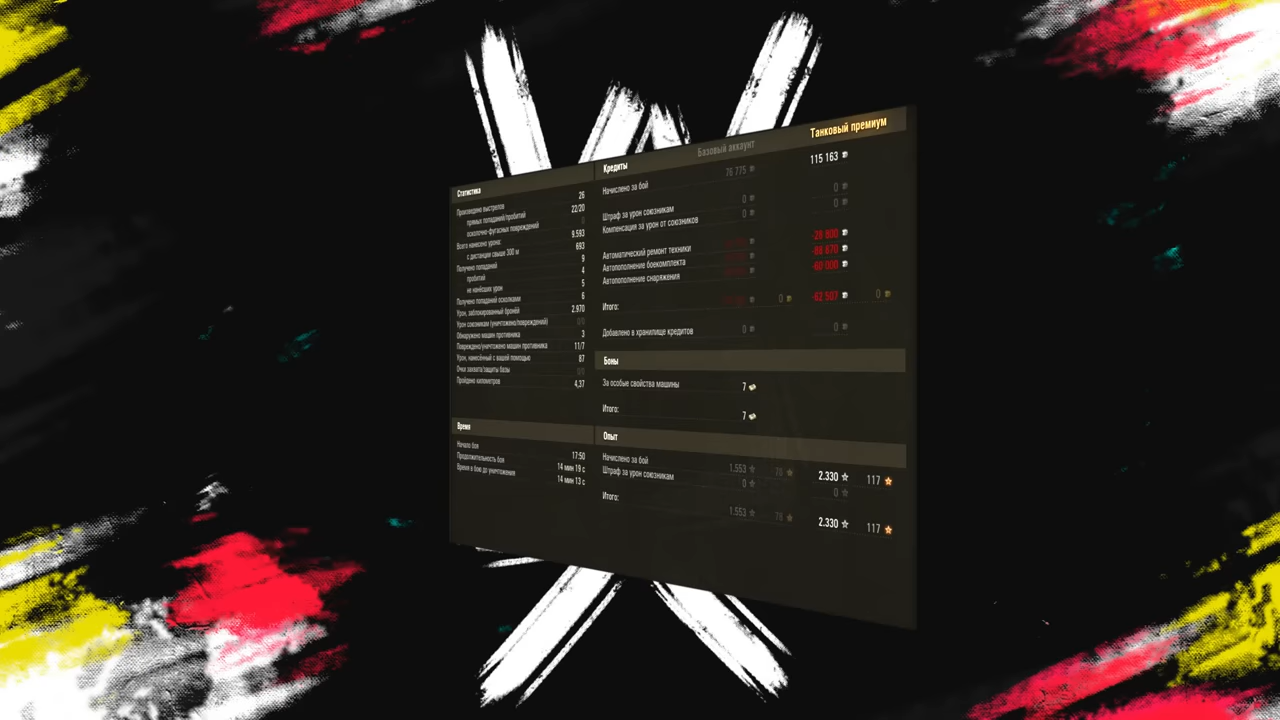 Статистика
Произведено выстрелов 26
прямых попаданий/пробитий 22/20
осколочно-фугасных повреждений 0
Всего нанесено урона: 9.593
с дистанции свыше 300 м 693
Получено попаданий 9
пробитий 4
не нанёсших урон 5
Получено попаданий осколками 6
Урон, заблокированный бронёй 2.970
Урон союзникам (уничтожено/повреждений) 0/0
Обнаружено машин противника 3
Повреждено/уничтожено машин противника 11/7
Урон, нанесённый с вашей помощью 87
Очки захвата/защиты базы 0/0
Пройдено километров 4,37
Время
Начало боя 17:50
Продолжительность боя 14 мин 19 с
Время в бою до уничтожения 14 мин 13 с
Кредиты Базовый аккаунт Танковый премиум
Начислено за бой 76 775 115 163
Штраф за урон союзникам 0 0
Компенсация за урон от союзников 0 0
Автоматический ремонт техники -28 800
Автопополнение боекомплекта -88 870
Автопополнение снаряжения -60 000
Итого: 0 -62 507 0
Добавлено в хранилище кредитов 0 0
Боны
За особые свойства машины 7
Итого: 7
Опыт
Начислено за бой 1.553 78 2.330 117
Штраф за урон союзникам 0 0
Итого: 1.553 78 2.330 117